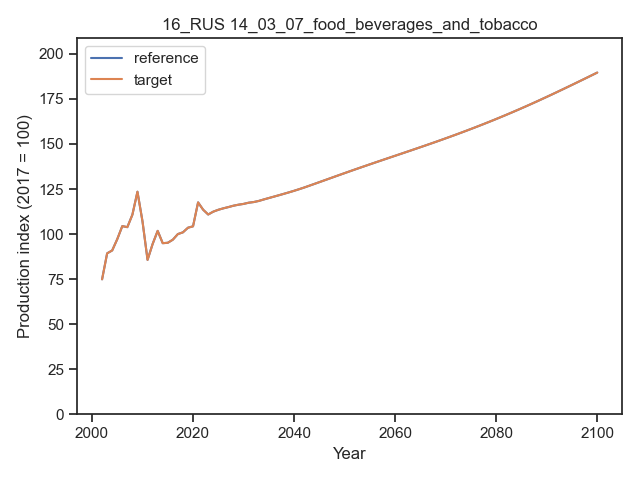 16_RUS 14_03_07_food_beverages_and_tobacco
reference
target
Production index (2017 = 100)
200
175
150
125
100
75
50
25
0
2000 2020 2040 2060 2080 2100
Year